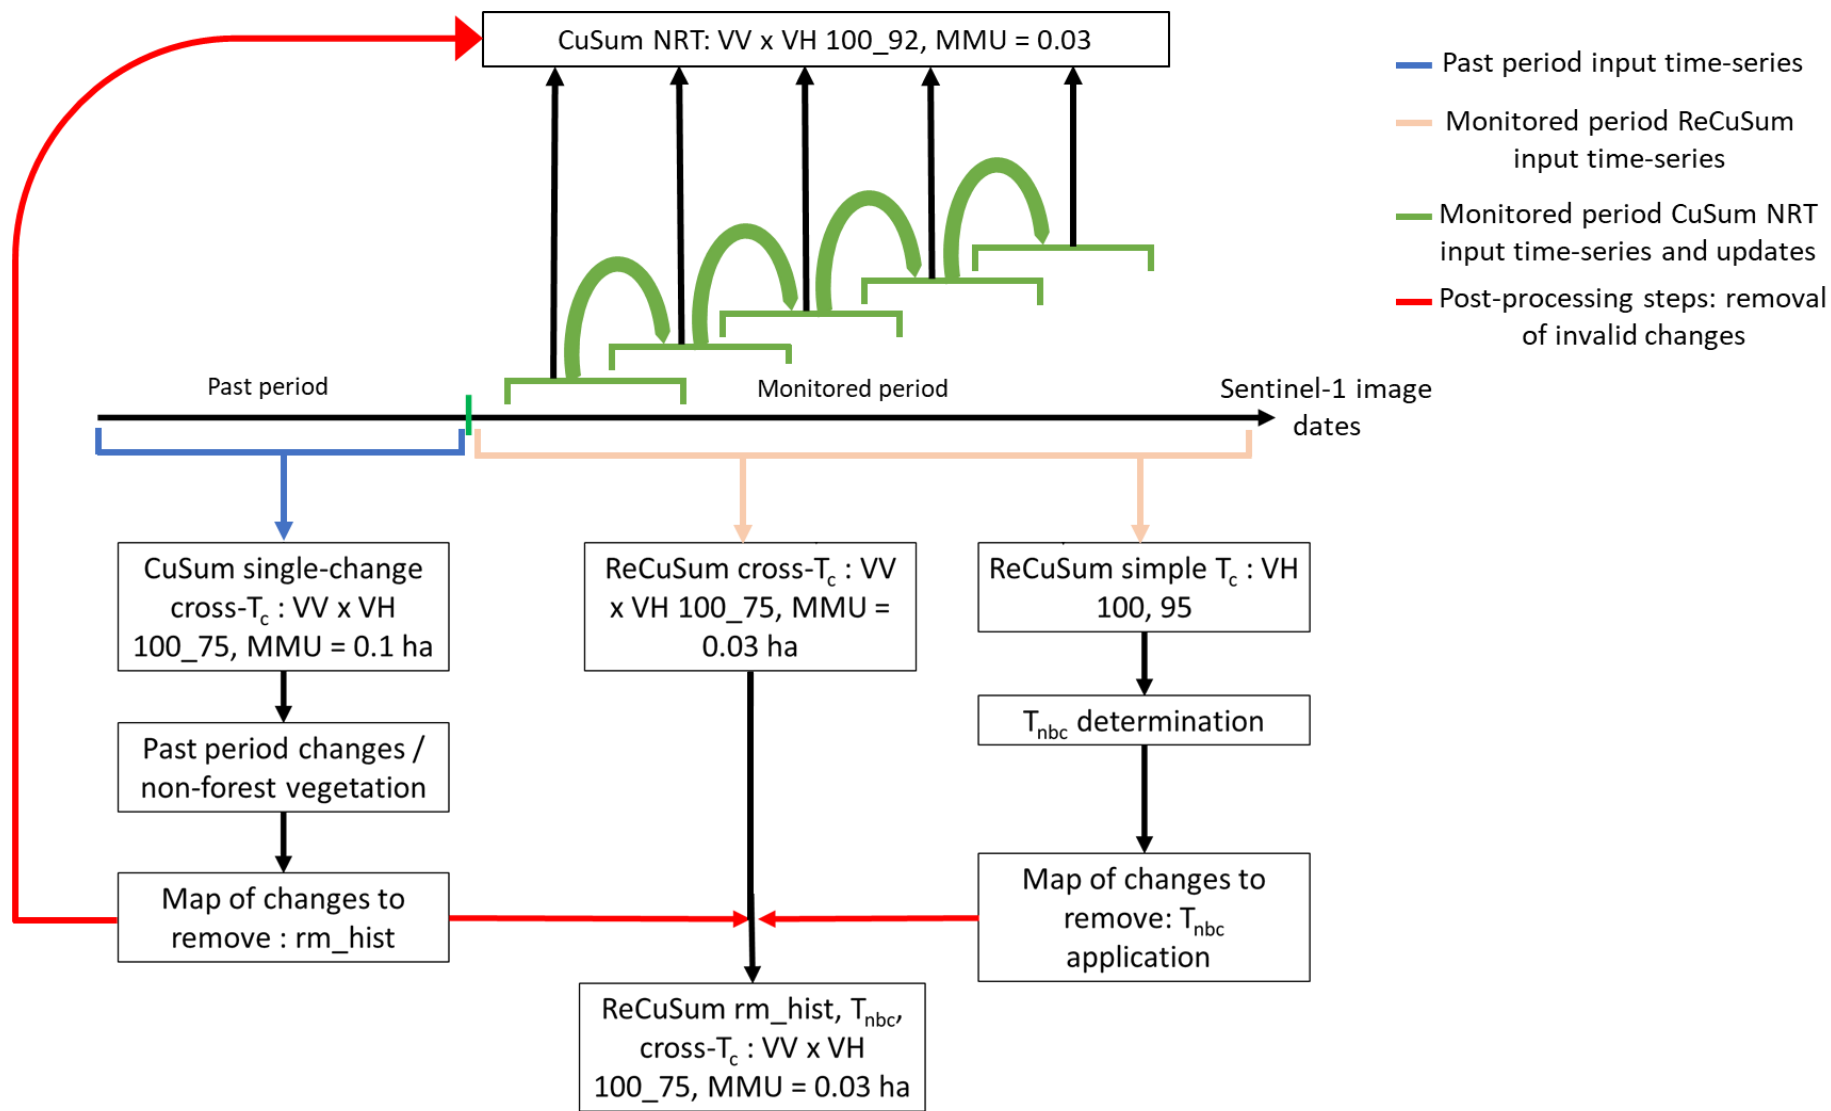 CuSum NRT: VV x VH 100_92, MMU = 0.03
Past period input time-series
Monitored period ReCuSum
input time-series
Monitored period CuSum NRT
input time-series and updates
Post-processing steps: removal
of invalid changes
Past period
Monitored period
Sentinel-1 image
dates
CuSum single-change
cross-Tc : VV x VH
100_75, MMU = 0.1 ha
ReCuSum cross-Tc : VV
x VH 100_75, MMU =
0.03 ha
ReCuSum simple Tc : VH
100, 95
Tnbc determination
Past period changes /
non-forest vegetation
Map of changes to
remove : rm_hist
Map of changes to
remove: Tnbc
application
ReCuSum rm_hist, Tnbc,
cross-Tc : VV x VH
100_75, MMU = 0.03 ha